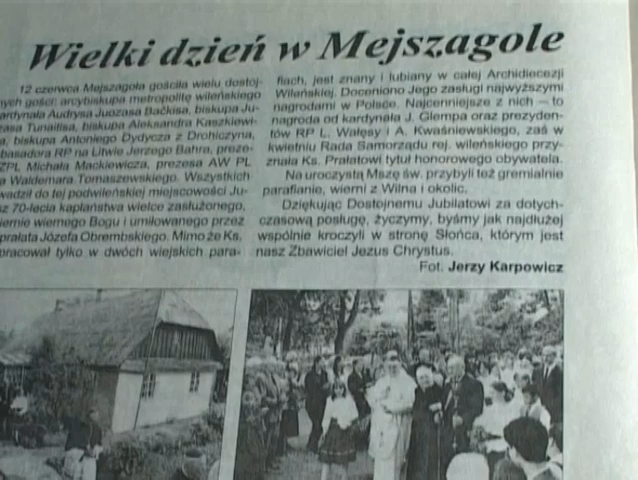 Wielki dzień w Mejszagole
12 czerwca Mejszagoła gościła wielu dostoj-
nych gości: arcybiskupa metropolitę wileńskiego
kardynała Audrysa Juozasa Bačkisa, biskupa Ju-
ozasa Tunaitisa, biskupa Aleksandra Kaszkiewi-
biskupa Antoniego Dydycza z Drohiczyna,
basadora RP na Litwie Jerzego Bahra, preze-
ZPL Michała Mackiewicza, prezesa AW PL
a Waldemara Tomaszewskiego. Wszystkich
wadził do tej podwileńskiej miejscowości Ju-
sz 70-lecia kapłaństwa wielce zasłużonego,
iernie wiernego Bogu i umiłowanego przez
prałata Józefa Obrembskiego. Mimo że Ks.
pracował tylko w dwóch wiejskich para-
fiach, jest znany i lubiany w całej Archidiecezji
Wileńskiej. Doceniono Jego zasługi najwyższymi
nagrodami w Polsce. Najcenniejsze z nich — to
nagroda od kardynała J. Glempa oraz prezyden-
tów RP L. Wałęsy i A. Kwaśniewskiego, zaś w
kwietniu Rada Samorządu rej. wileńskiego przy-
znała Ks. Prałatowi tytuł honorowego obywatela.
Na uroczystą Mszę św. przybyli też gremialnie
parafianie, wierni z Wilna i okolic.
Dziękując Dostojnemu Jubilatowi za dotych-
czasową posługę, życzymy, byśmy jak najdłużej
wspólnie kroczyli w stronę Słońca, którym jest
nasz Zbawiciel Jezus Chrystus.
Fot. Jerzy Karpowicz